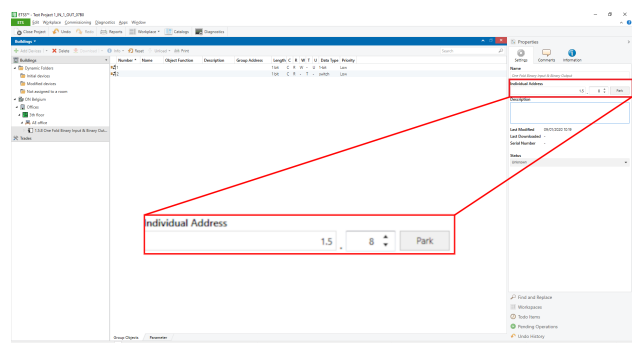 ETS5™ - Test Project 1_IN_1_OUT_VTBI
ETS Edit Workplace Commissioning Diagnostics Apps Window
Close Project Undo Redo Reports Workplace Catalogs Diagnostics
Buildings
Add Devices Delete Download Info Reset Unload Print Search
Buildings
Dynamic Folders
Initial devices
Modified devices
Not assigned to a room
ON Belgium
Offices
5th floor
AE office
1.5.8 One Fold Binary Input & Binary Out...
Trades
Number Name Object Function Description Group Address Length C R W T U Data Type Priority
1 1 bit C R W - U 1-bit Low
2 1 bit C R - T - switch Low
Group Objects Parameter
Properties
Settings Comments Information
Name
One Fold Binary Input & Binary Output
Individual Address
1.5 . 8 Park
Description
Last Modified 09/01/2020 10:18
Last Downloaded -
Serial Number -
Status
Unknown
Find and Replace
Workspaces
Todo Items
Pending Operations
Undo History
Individual Address
1.5 . 8 Park